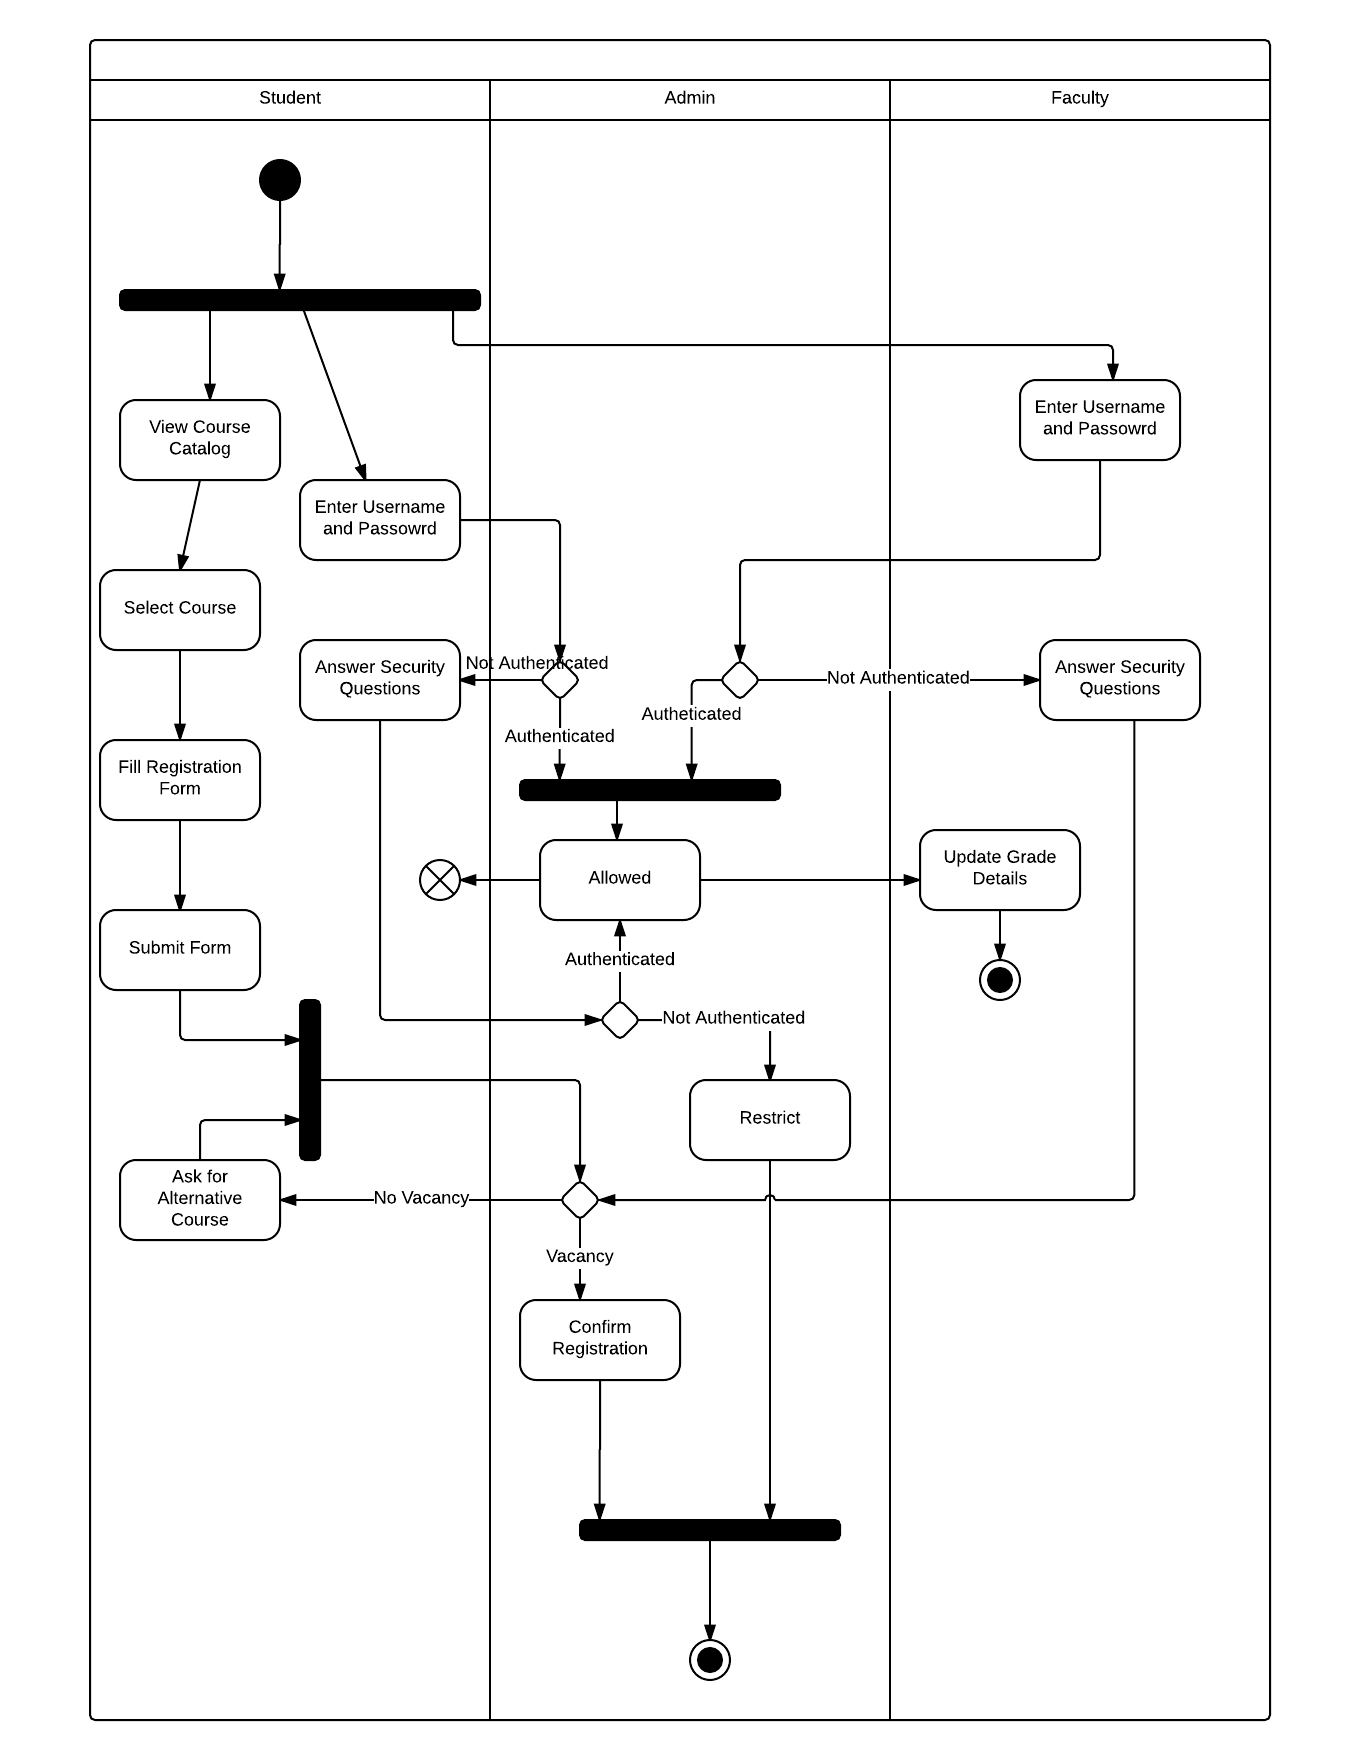 Student
Admin
Faculty
Enter Username
and Passowrd
View Course
Catalog
Enter Username
and Passowrd
Select Course
Answer Security
Questions
Not Authenticated
Not Authenticated
Answer Security
Questions
Autheticated
Authenticated
Fill Registration
Form
Allowed
Update Grade
Details
Submit Form
Authenticated
Not Authenticated
Restrict
Ask for
Alternative
Course
No Vacancy
Vacancy
Confirm
Registration